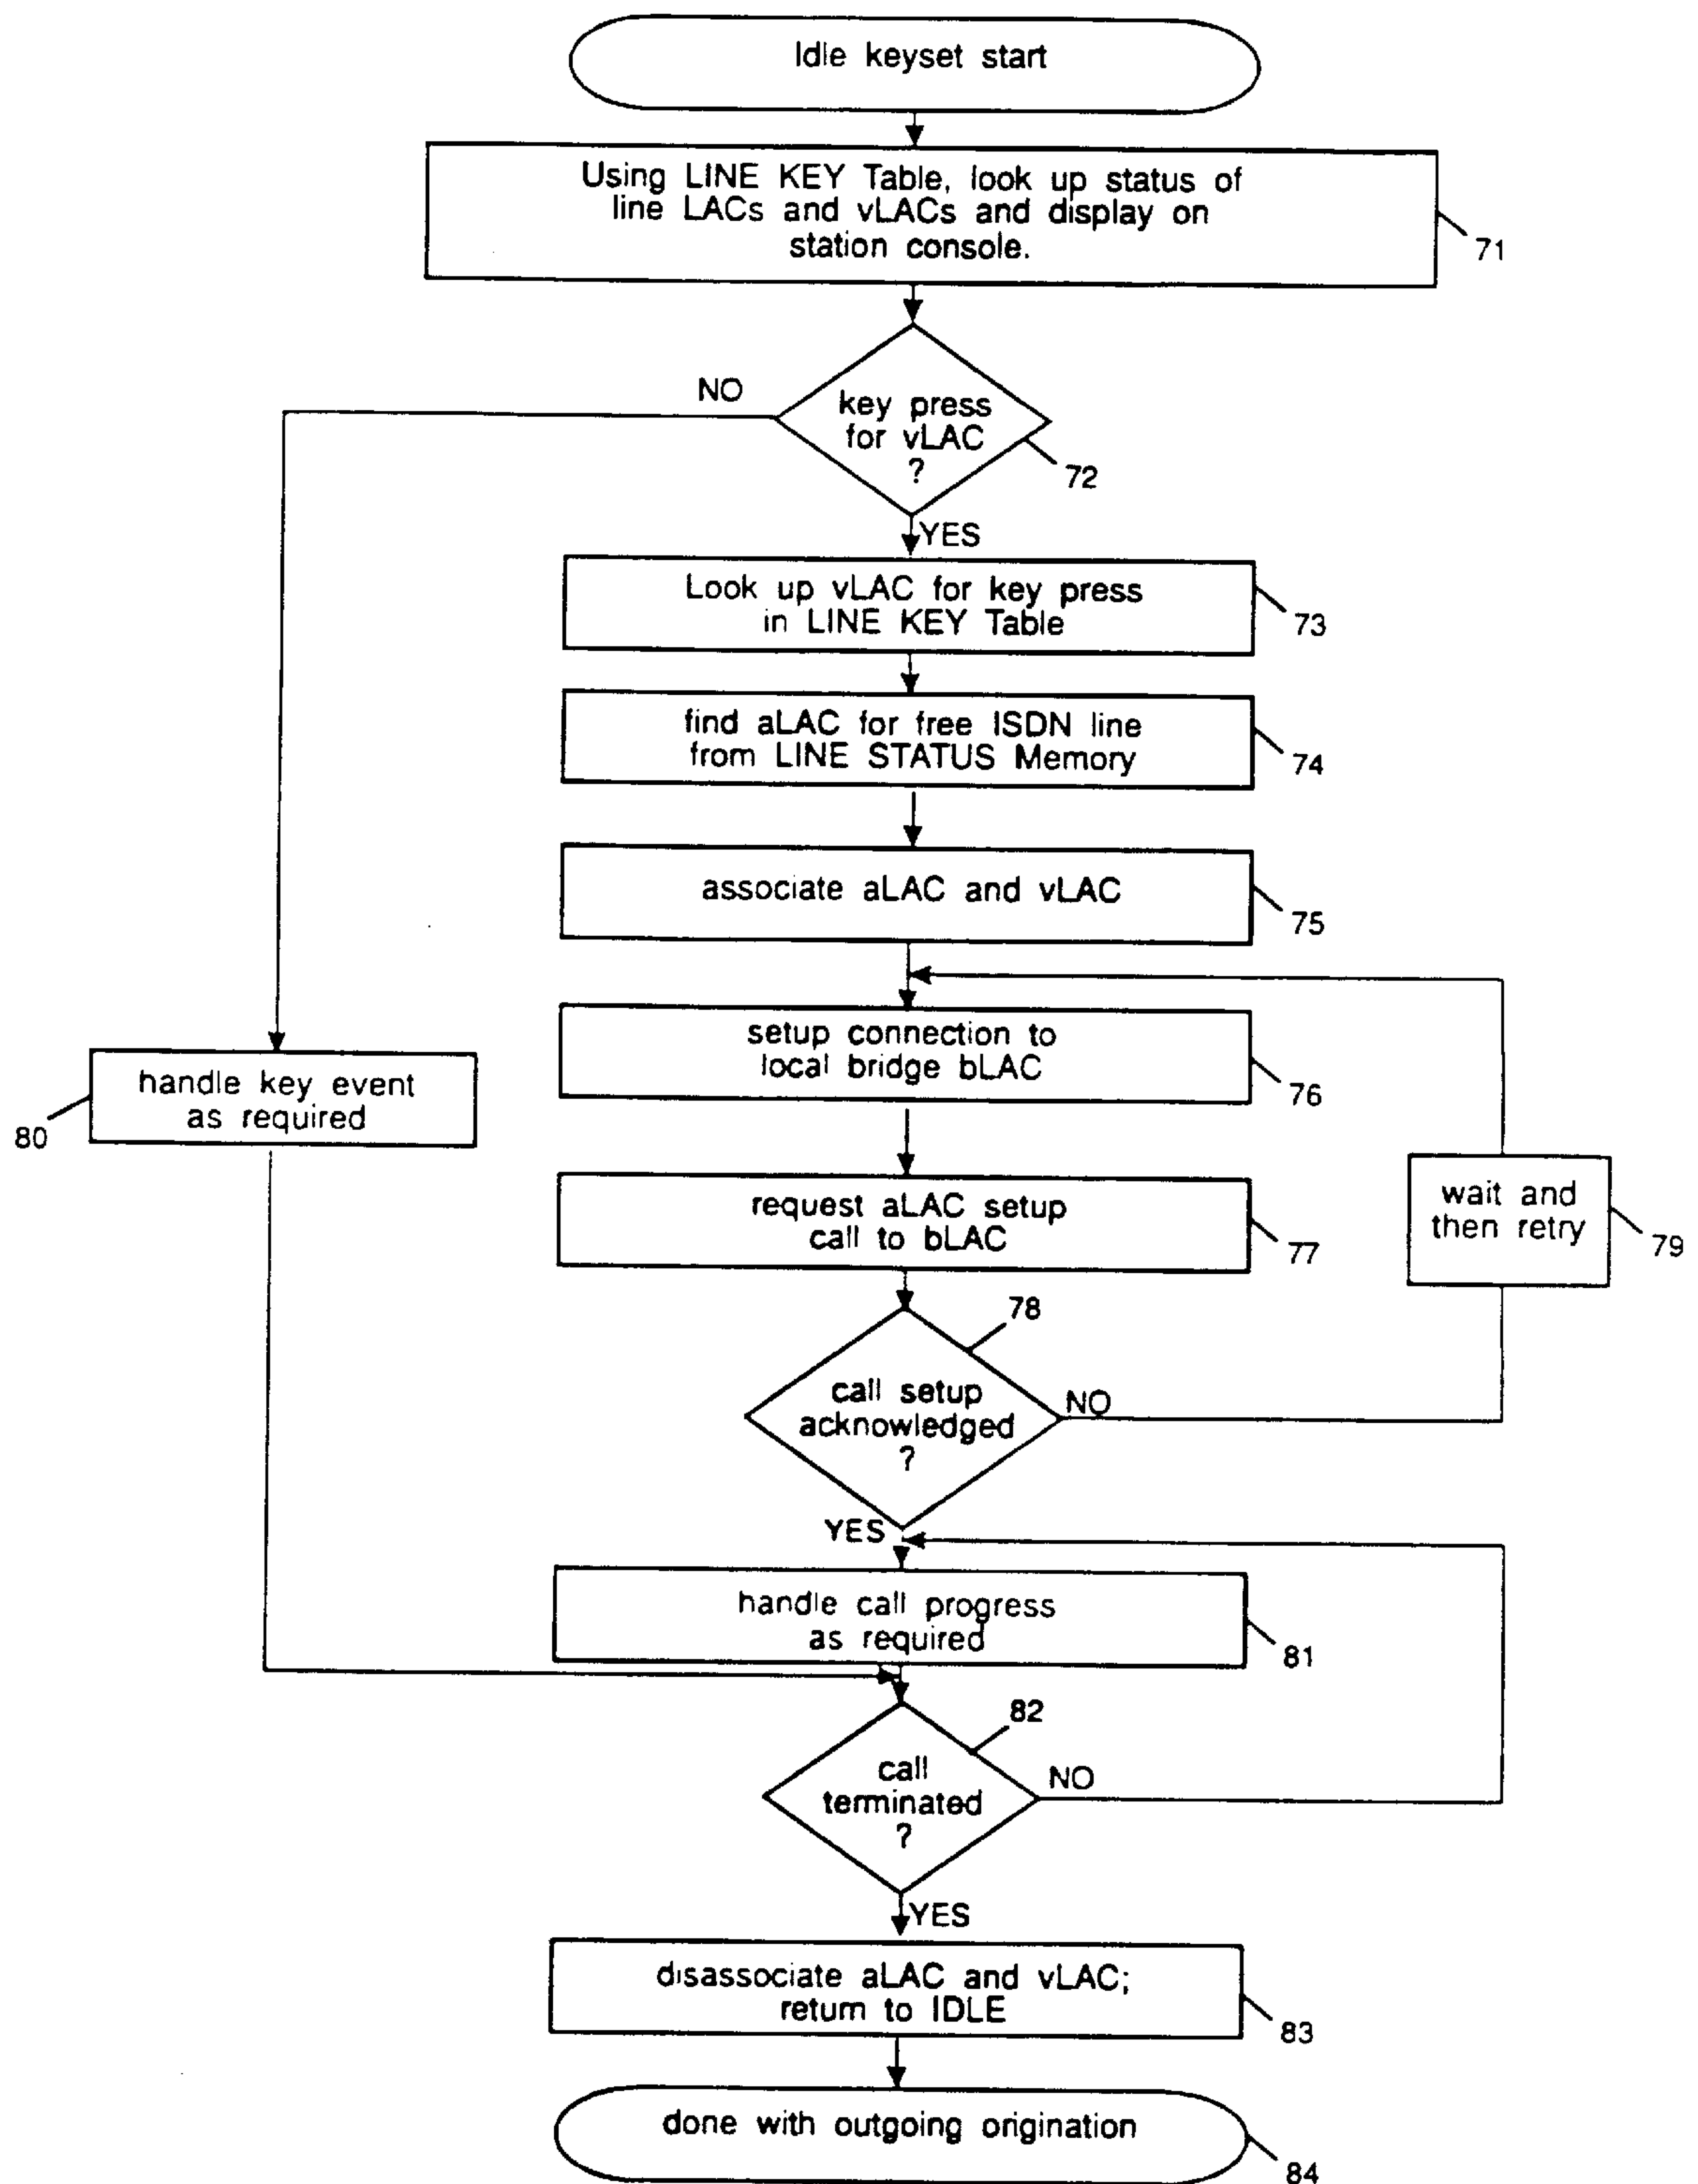 Idle keyset start
Using LINE KEY Table, look up status of
line LACs and vLACs and display on
station console.
71
NO
key press
for vLAC
?
72
YES
Look up vLAC for key press
in LINE KEY Table
73
find aLAC for free ISDN line
from LINE STATUS Memory
74
associate aLAC and vLAC
75
setup connection to
local bridge bLAC
76
handle key event
as required
80
request aLAC setup
call to bLAC
77
wait and
then retry
79
78
call setup
acknowledged
?
NO
YES
handle call progress
as required
81
82
call
terminated
?
NO
YES
disassociate aLAC and vLAC;
return to IDLE
83
done with outgoing origination
84